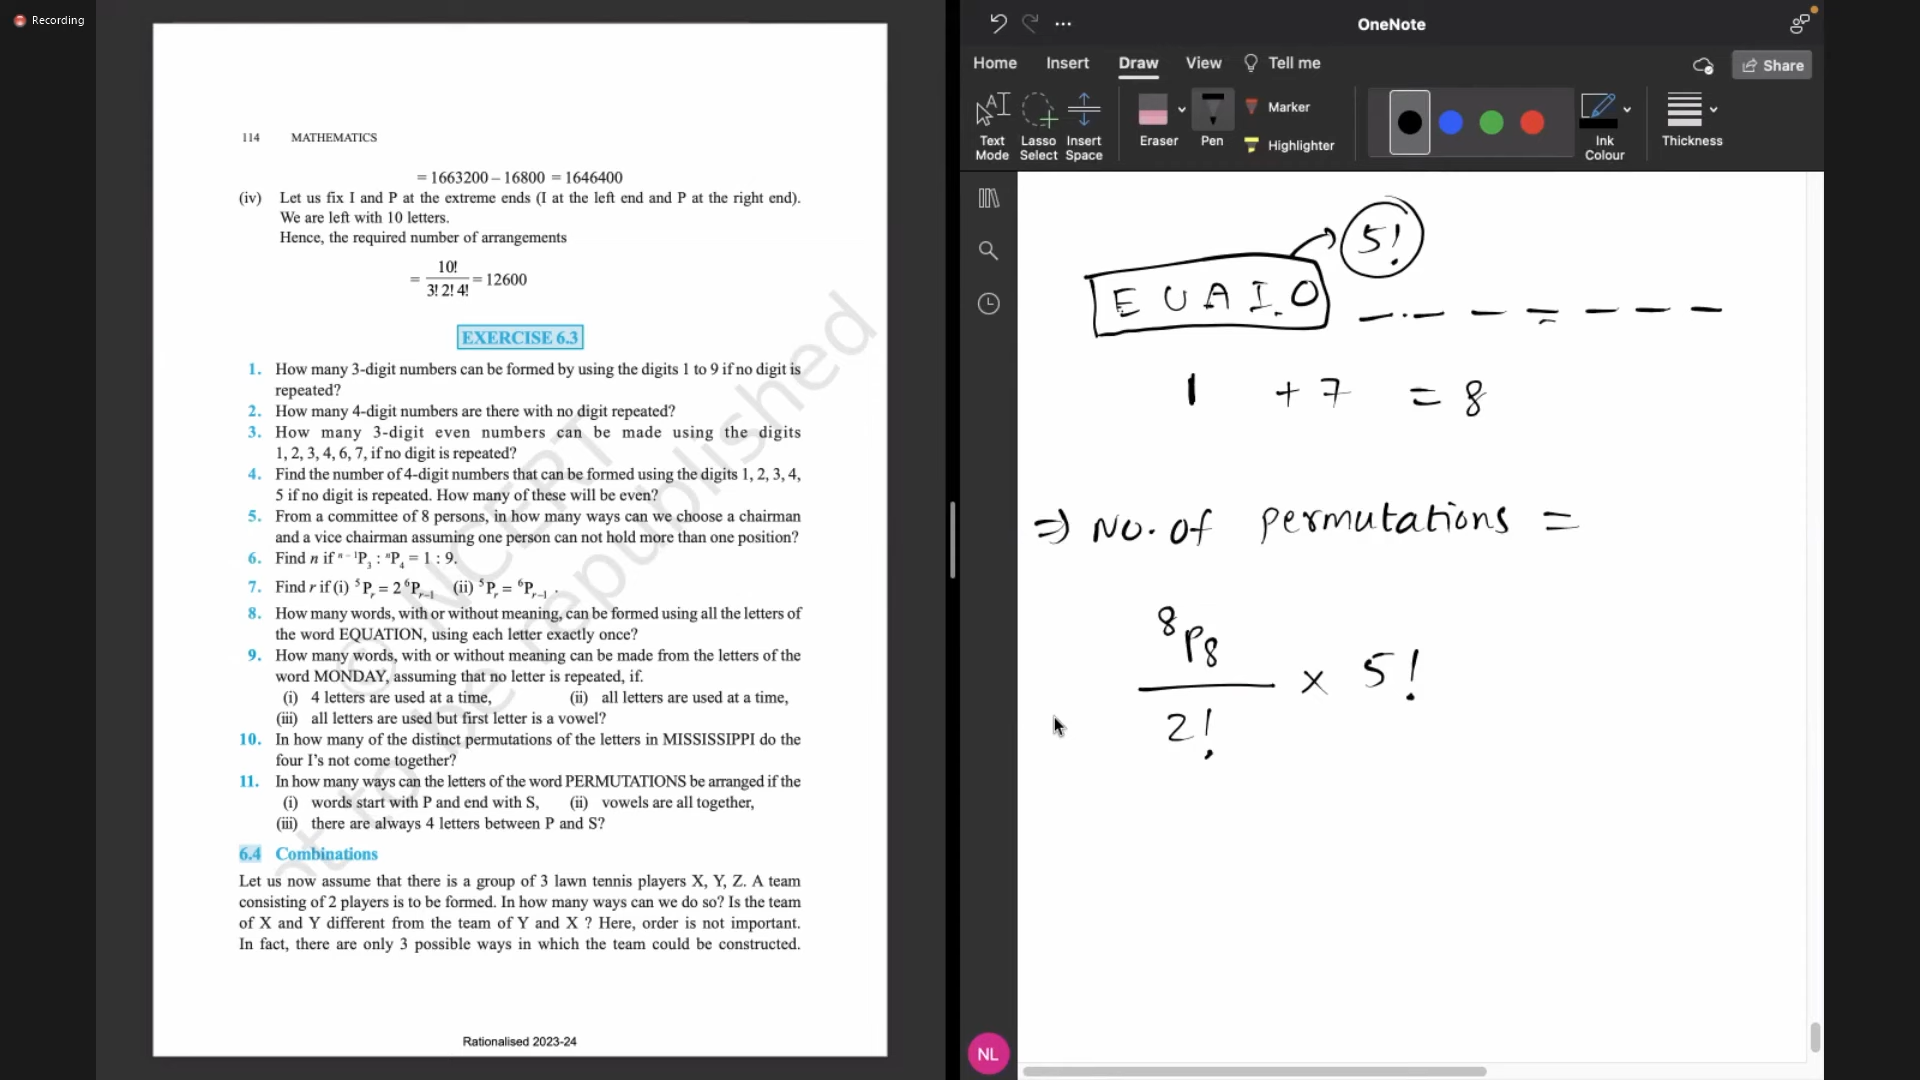 Recording
114 MATHEMATICS
= 1663200 – 16800 = 1646400
(iv) Let us fix I and P at the extreme ends (I at the left end and P at the right end).
We are left with 10 letters.
Hence, the required number of arrangements
= 10! / 3! 2! 4! = 12600
EXERCISE 6.3
1. How many 3-digit numbers can be formed by using the digits 1 to 9 if no digit is
repeated?
2. How many 4-digit numbers are there with no digit repeated?
3. How many 3-digit even numbers can be made using the digits
1, 2, 3, 4, 6, 7, if no digit is repeated?
4. Find the number of 4-digit numbers that can be formed using the digits 1, 2, 3, 4,
5 if no digit is repeated. How many of these will be even?
5. From a committee of 8 persons, in how many ways can we choose a chairman
and a vice chairman assuming one person can not hold more than one position?
6. Find n if ⁿ⁻¹P₃ : ⁿP₄ = 1 : 9.
7. Find r if (i) ⁵Pᵣ = 2 ⁶Pᵣ₋₁ (ii) ⁵Pᵣ = ⁶Pᵣ₋₁ .
8. How many words, with or without meaning, can be formed using all the letters of
the word EQUATION, using each letter exactly once?
9. How many words, with or without meaning can be made from the letters of the
word MONDAY, assuming that no letter is repeated, if.
(i) 4 letters are used at a time, (ii) all letters are used at a time,
(iii) all letters are used but first letter is a vowel?
10. In how many of the distinct permutations of the letters in MISSISSIPPI do the
four I's not come together?
11. In how many ways can the letters of the word PERMUTATIONS be arranged if the
(i) words start with P and end with S, (ii) vowels are all together,
(iii) there are always 4 letters between P and S?
6.4 Combinations
Let us now assume that there is a group of 3 lawn tennis players X, Y, Z. A team
consisting of 2 players is to be formed. In how many ways can we do so? Is the team
of X and Y different from the team of Y and X ? Here, order is not important.
In fact, there are only 3 possible ways in which the team could be constructed.
Rationalised 2023-24
© NCERT
not to be republished
OneNote
Home Insert Draw View Tell me Share
Text Mode Lasso Select Insert Space Eraser Pen Marker Highlighter Ink Colour Thickness
5!
E U A I O
1 + 7 = 8
⇒ No. of permutations =
⁸P₈ / 2! × 5!
NL